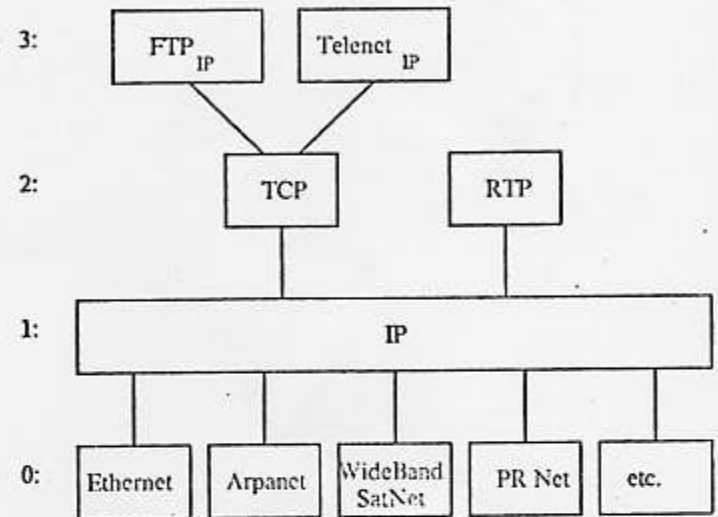 3:
FTP IP
Telenet IP
2:
TCP
RTP
1:
IP
0:
Ethernet
Arpanet
WideBand
SatNet
PR Net
etc.